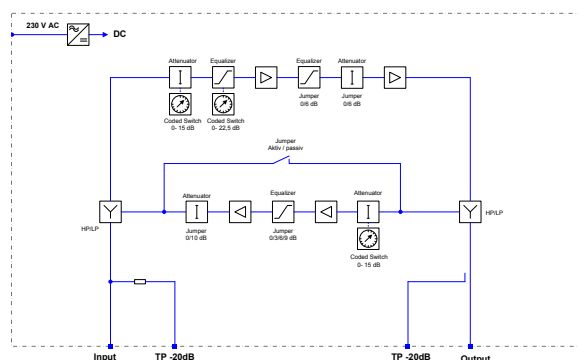 230 V AC
DC
Attenuator
Equalizer
Equalizer
Attenuator
Jumper
0/6 dB
Jumper
0/6 dB
Coded Switch
0- 15 dB
Coded Switch
0- 22,5 dB
Jumper
Aktiv / passiv
Attenuator
Equalizer
Attenuator
HP/LP
HP/LP
Jumper
0/10 dB
Jumper
0/3/6/9 dB
Coded Switch
0- 15 dB
Input
TP -20dB
TP -20dB
Output